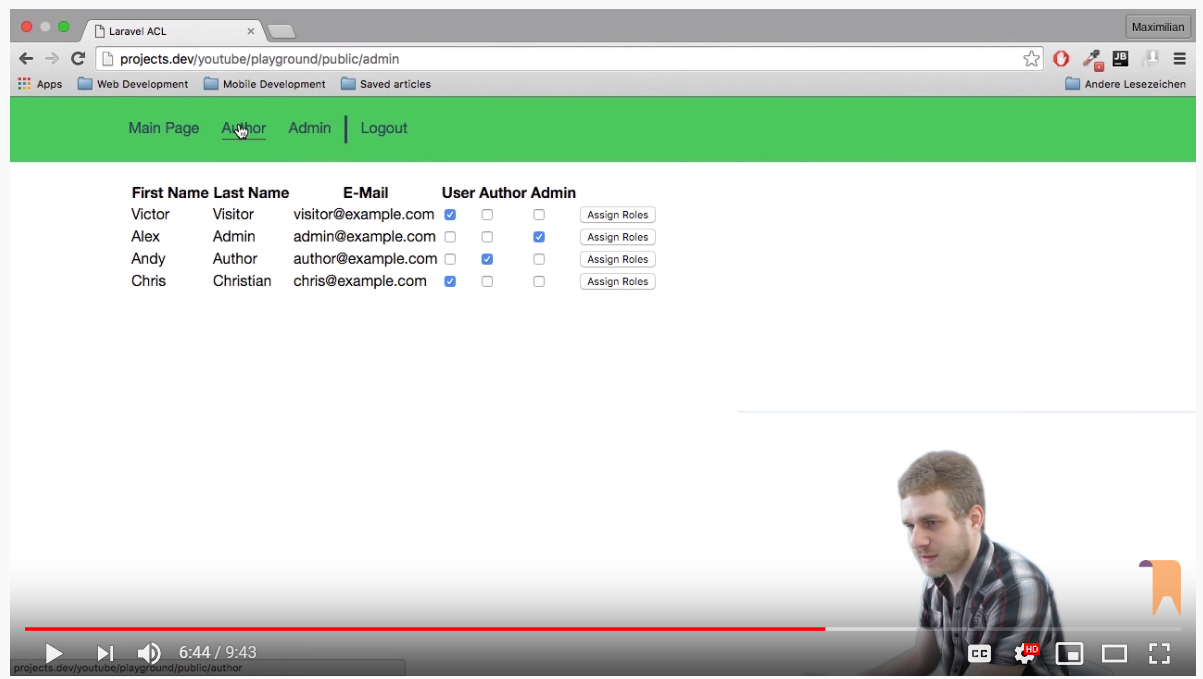 Laravel ACL
Maximilian
projects.dev/youtube/playground/public/admin
JB
Apps Web Development Mobile Development Saved articles Andere Lesezeichen
Main Page Author Admin Logout
First Name Last Name E-Mail User Author Admin
Victor Visitor visitor@example.com Assign Roles
Alex Admin admin@example.com Assign Roles
Andy Author author@example.com Assign Roles
Chris Christian chris@example.com Assign Roles
6:44 / 9:43 CC HD
projects.dev/youtube/playground/public/author